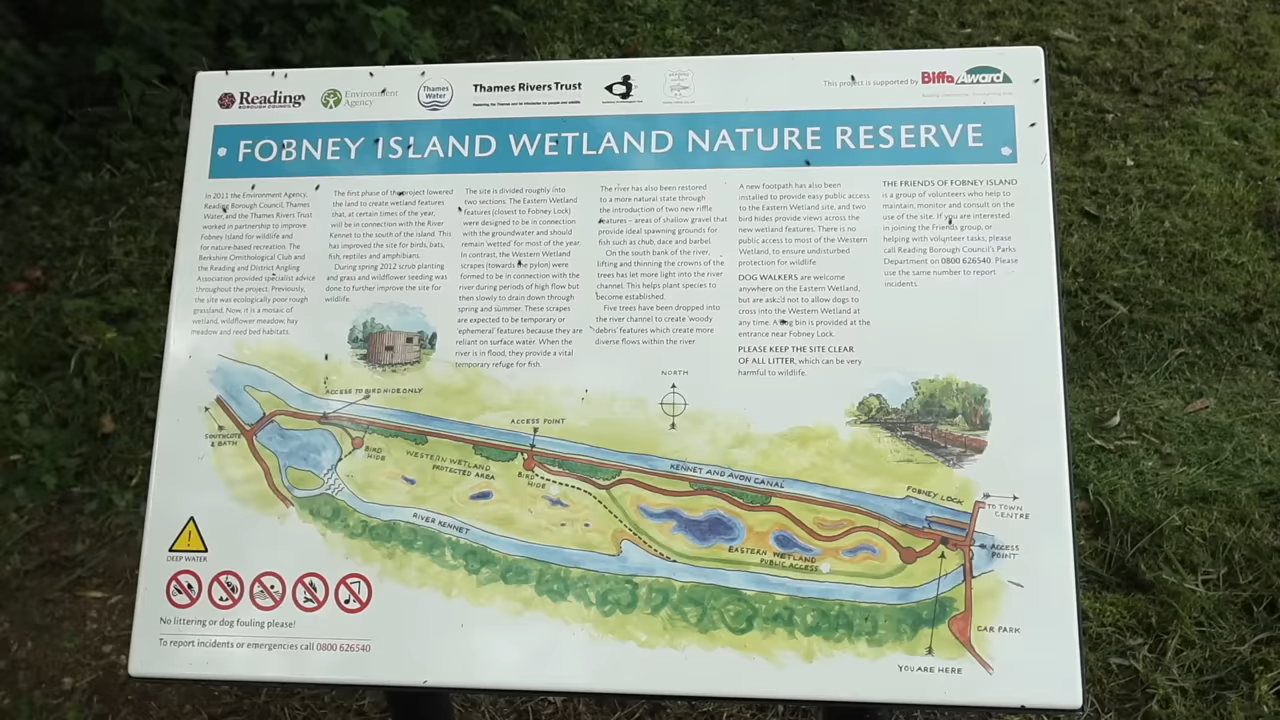 Reading
BOROUGH COUNCIL
Environment
Agency
Thames
Water
Thames Rivers Trust
This project is supported by Biffa Award
FOBNEY ISLAND WETLAND NATURE RESERVE
In 2011 the Environment Agency,
Reading Borough Council, Thames
Water, and the Thames Rivers Trust
worked in partnership to improve
Fobney Island for wildlife and
for nature-based recreation. The
Berkshire Ornithological Club and
the Reading and District Angling
Association provided specialist advice
throughout the project. Previously,
the site was ecologically poor rough
grassland. Now, it is a mosaic of
wetland, wildflower meadow, hay
meadow and reed bed habitats.
The first phase of the project lowered
the land to create wetland features
that, at certain times of the year,
will be in connection with the River
Kennet to the south of the island. This
has improved the site for birds, bats,
fish, reptiles and amphibians.
During spring 2012 scrub planting
and grass and wildflower seeding was
done to further improve the site for
wildlife.
The site is divided roughly into
two sections. The Eastern Wetland
features (closest to Fobney Lock)
were designed to be in connection
with the groundwater and should
remain 'wetted' for most of the year.
In contrast, the Western Wetland
scrapes (towards the pylon) were
formed to be in connection with the
river during periods of high flow but
then slowly to drain down through
spring and summer. These scrapes
are expected to be temporary or
'ephemeral' features because they are
reliant on surface water. When the
river is in flood, they provide a vital
temporary refuge for fish.
The river has also been restored
to a more natural state through
the introduction of two new riffle
features – areas of shallow gravel that
provide ideal spawning grounds for
fish such as chub, dace and barbel.
On the south bank of the river,
lifting and thinning the crowns of the
trees has let more light into the river
channel. This helps plant species to
become established.
Five trees have been dropped into
the river channel to create 'woody
debris' features which create more
diverse flows within the river.
A new footpath has also been
installed to provide easy public access
to the Eastern Wetland site, and two
bird hides provide views across the
new wetland features. There is no
public access to most of the Western
Wetland, to ensure undisturbed
protection for wildlife.
DOG WALKERS are welcome
anywhere on the Eastern Wetland,
but are asked not to allow dogs to
cross into the Western Wetland at
any time. A dog bin is provided at the
entrance near Fobney Lock.
PLEASE KEEP THE SITE CLEAR
OF ALL LITTER, which can be very
harmful to wildlife.
THE FRIENDS OF FOBNEY ISLAND
is a group of volunteers who help to
maintain, monitor and consult on the
use of the site. If you are interested
in joining the Friends group, or
helping with volunteer tasks, please
call Reading Borough Council's Parks
Department on 0800 626540. Please
use the same number to report
incidents.
NORTH
ACCESS TO BIRD HIDE ONLY
SOUTHCOTE
& BATH
BIRD
HIDE
WESTERN WETLAND
PROTECTED AREA
ACCESS POINT
BIRD
HIDE
KENNET AND AVON CANAL
RIVER KENNET
EASTERN WETLAND
PUBLIC ACCESS
FOBNEY LOCK
TO TOWN
CENTRE
ACCESS
POINT
CAR PARK
YOU ARE HERE
DEEP WATER
No littering or dog fouling please!
To report incidents or emergencies call 0800 626540